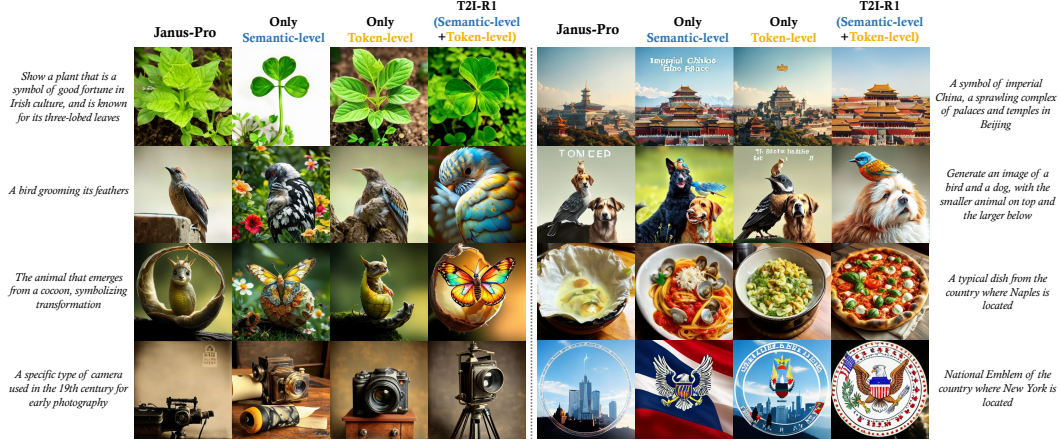 Janus-Pro
Only
Semantic-level
Only
Token-level
T2I-R1
(Semantic-level
+Token-level)
Janus-Pro
Only
Semantic-level
Only
Token-level
T2I-R1
(Semantic-level
+Token-level)
Show a plant that is a
symbol of good fortune in
Irish culture, and is known
for its three-lobed leaves
A symbol of imperial
China, a sprawling complex
of palaces and temples in
Beijing
A bird grooming its feathers
TOMCEP
Generate an image of a
bird and a dog, with the
smaller animal on top and
the larger below
The animal that emerges
from a cocoon, symbolizing
transformation
A typical dish from the
country where Naples is
located
A specific type of camera
used in the 19th century for
early photography
National Emblem of the
country where New York is
located